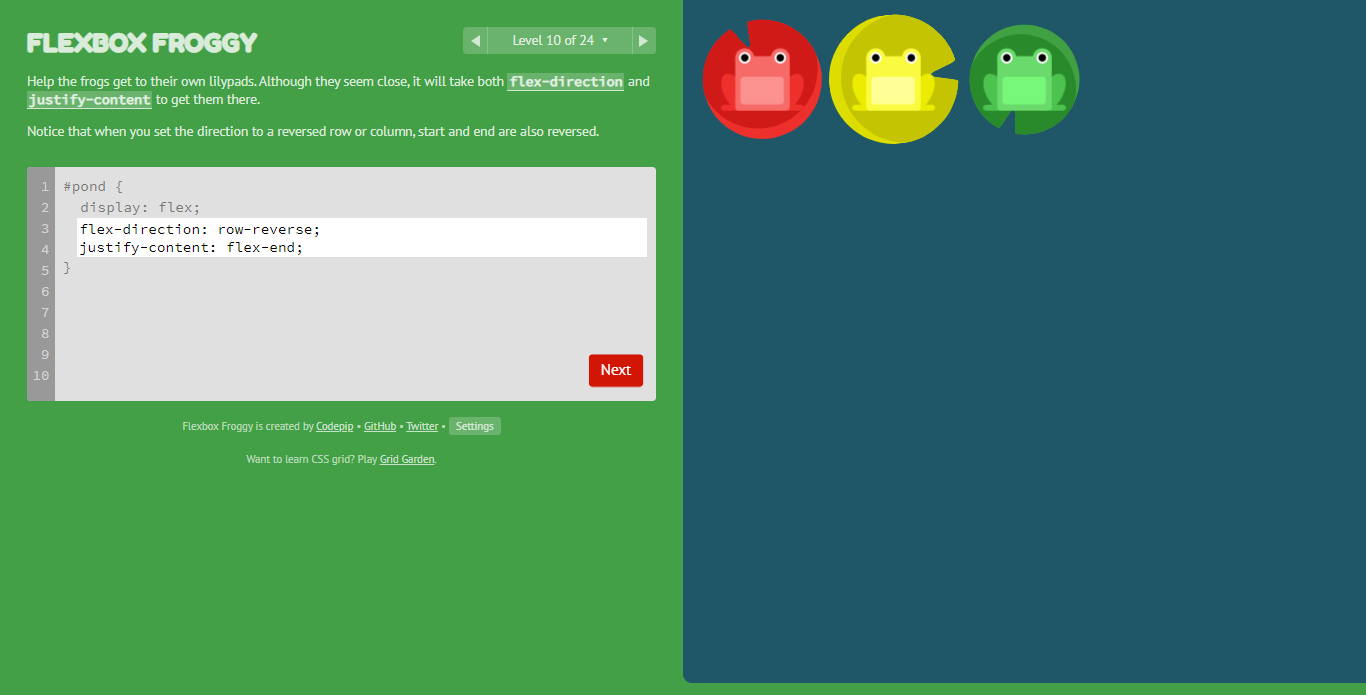 FLEXBOX FROGGY
Level 10 of 24
Help the frogs get to their own lilypads. Although they seem close, it will take both flex-direction and
justify-content to get them there.
Notice that when you set the direction to a reversed row or column, start and end are also reversed.
1 #pond {
2 display: flex;
3 flex-direction: row-reverse;
4 justify-content: flex-end;
5 }
6
7
8
9
10
Next
Flexbox Froggy is created by Codepip • GitHub • Twitter • Settings
Want to learn CSS grid? Play Grid Garden.